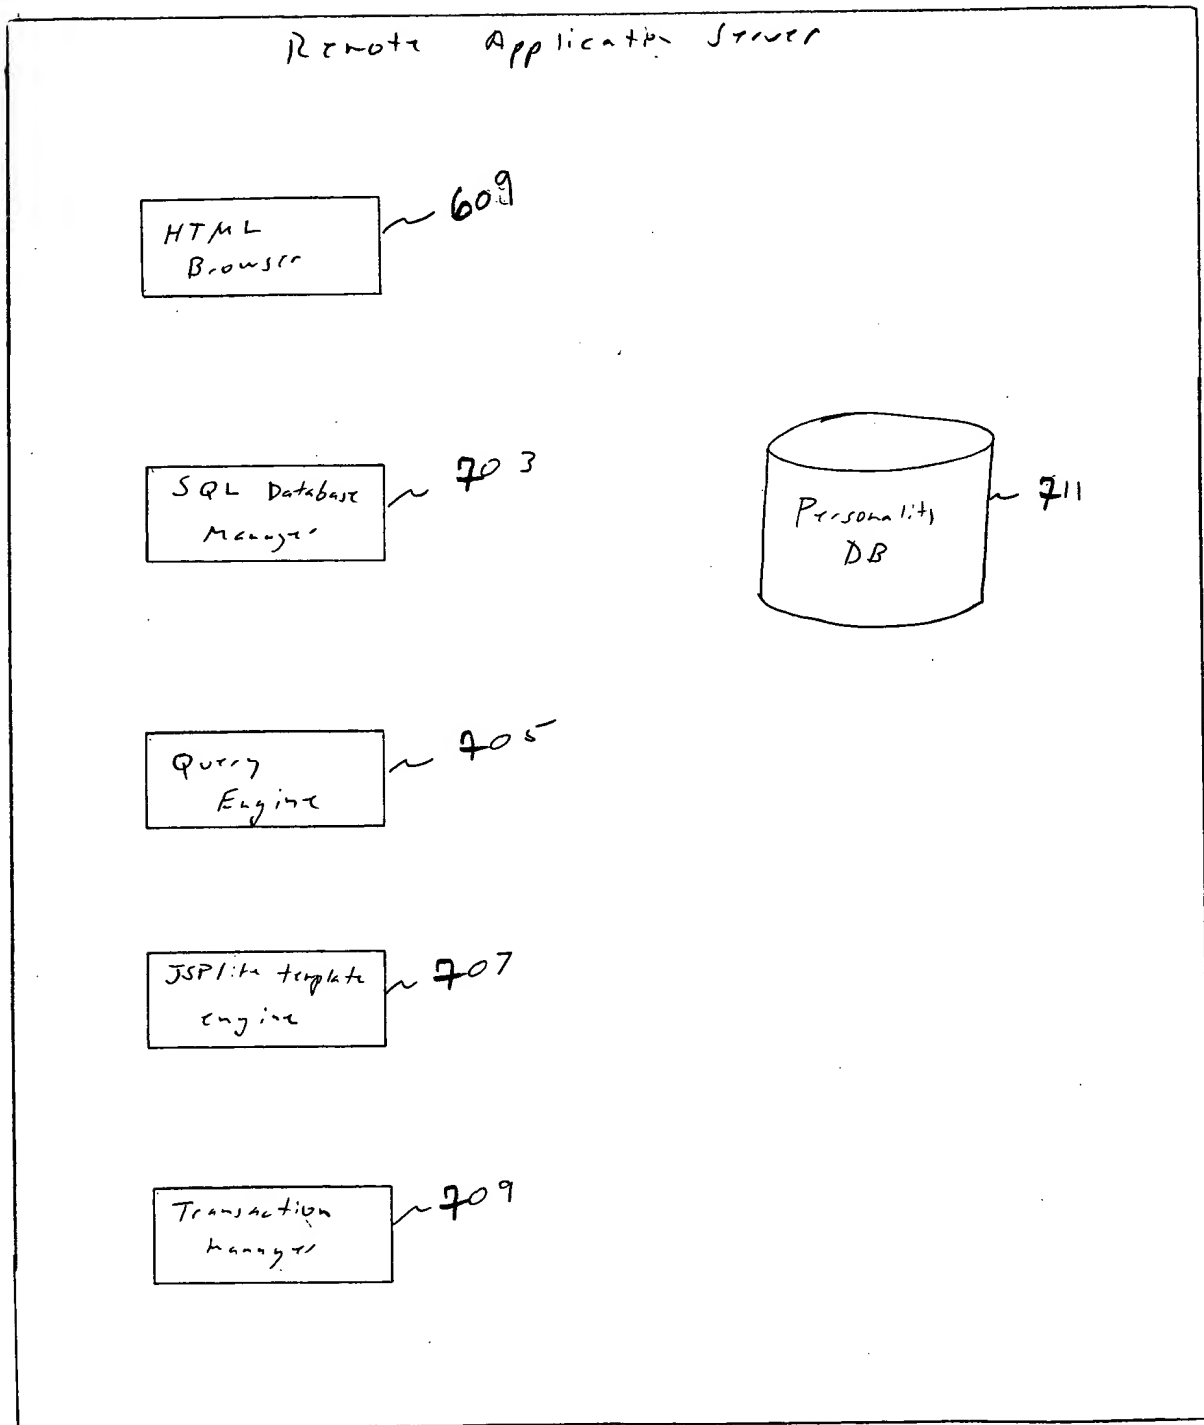 Remote Application Server
HTML
Browser
609
SQL Database
Manager
703
Personality
DB
711
Query
Engine
705
JSPlite template
engine
707
Transaction
Manager
709